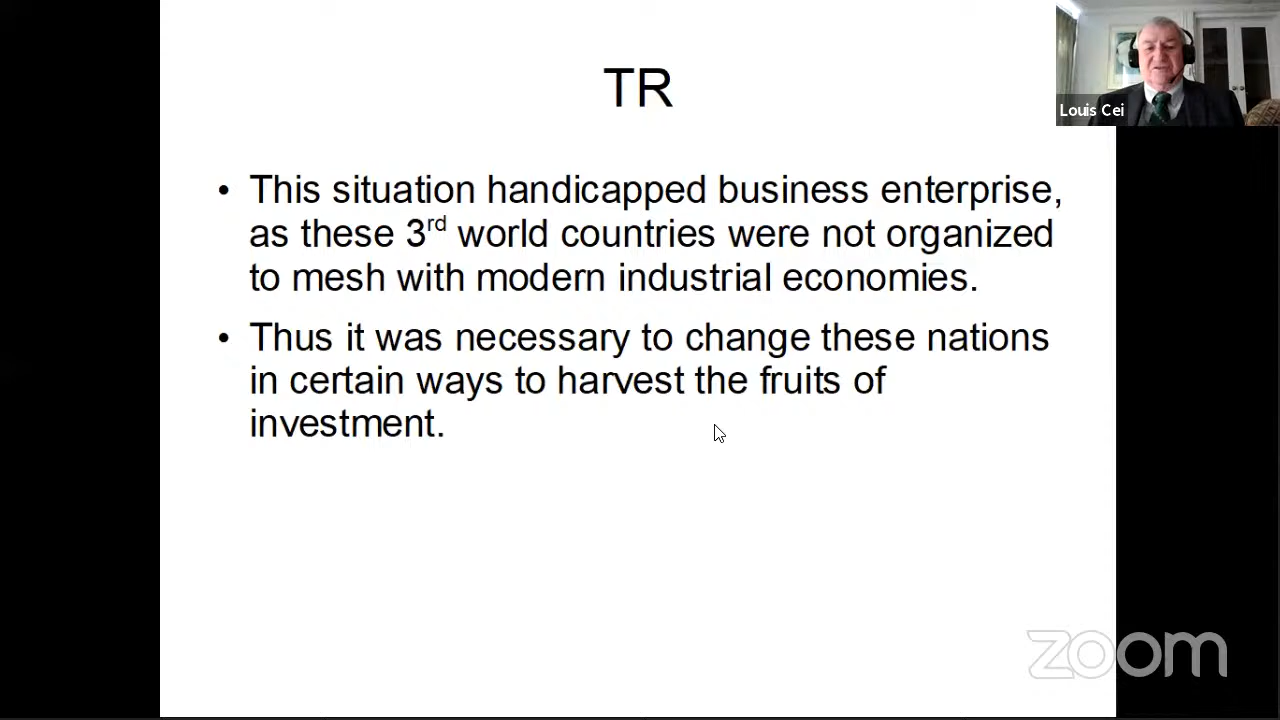 TR
Louis Cei
• This situation handicapped business enterprise,
as these 3rd world countries were not organized
to mesh with modern industrial economies.
• Thus it was necessary to change these nations
in certain ways to harvest the fruits of
investment.
zoom